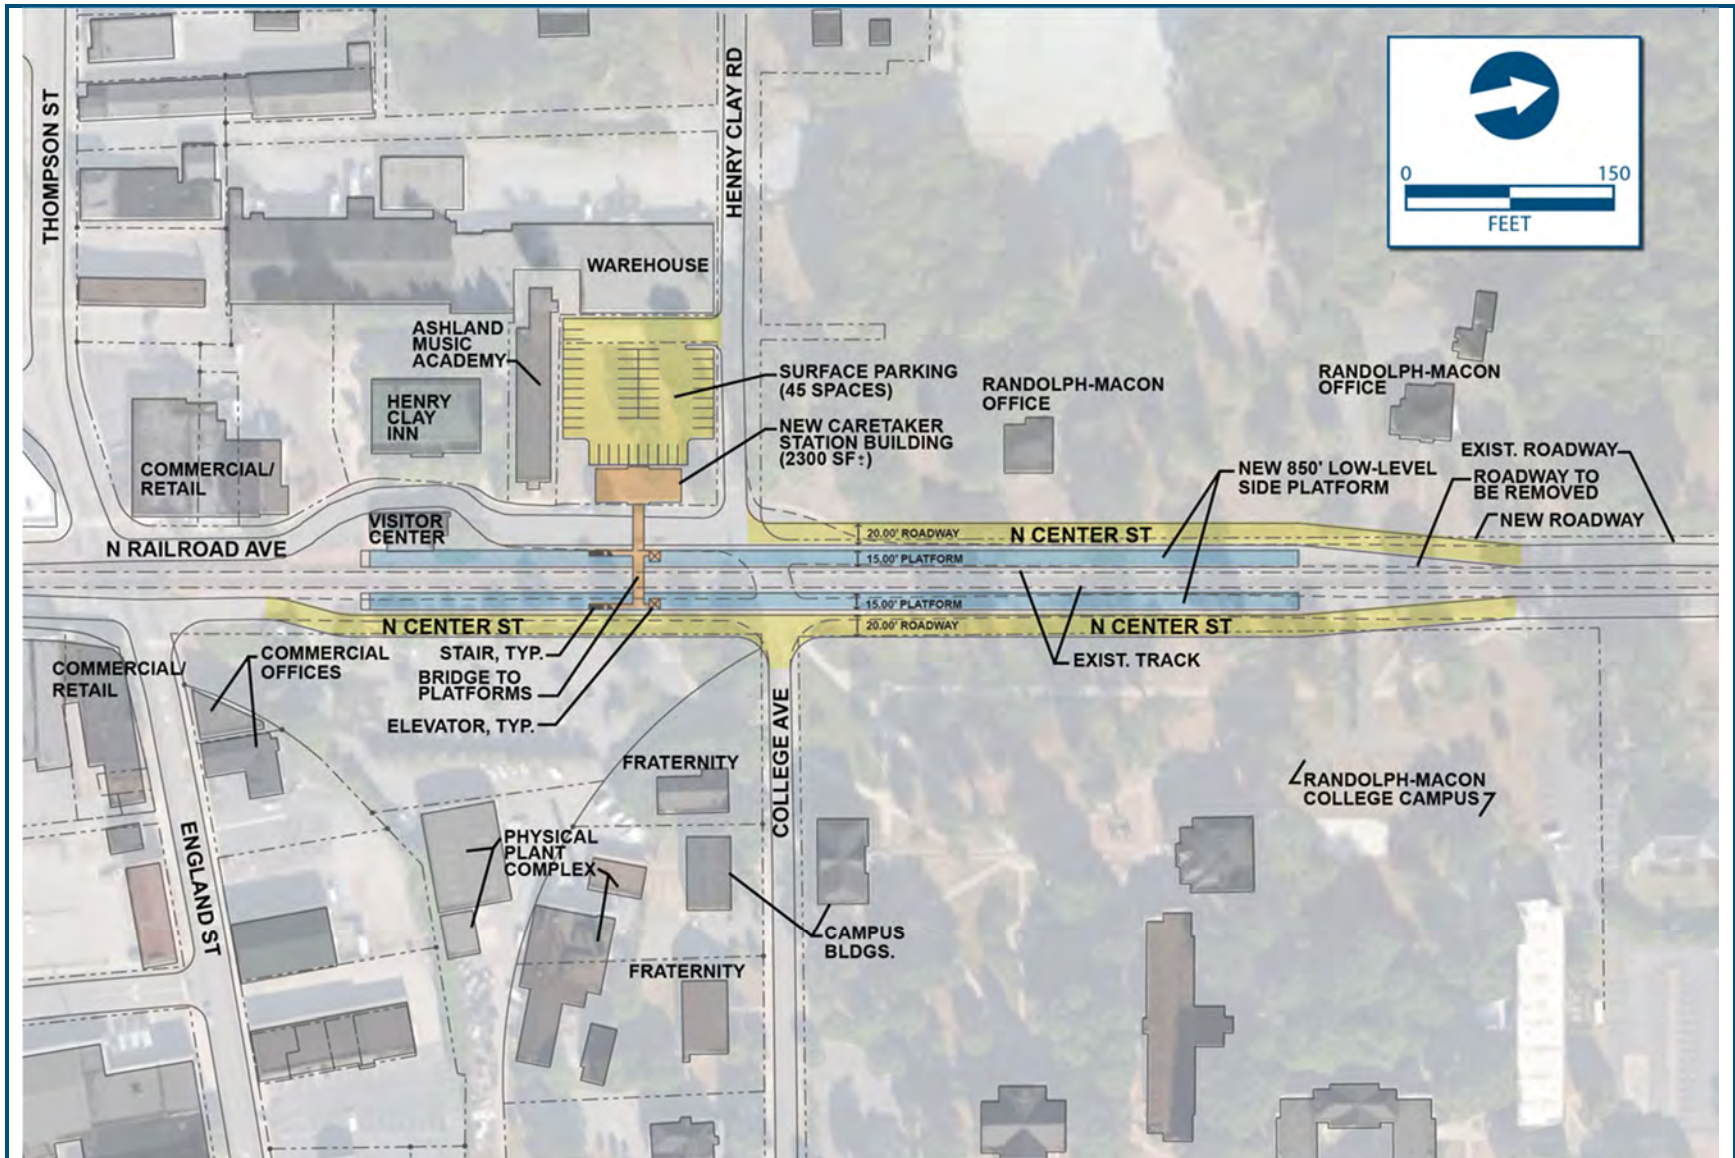 THOMPSON ST
HENRY CLAY RD
0
150
FEET
WAREHOUSE
ASHLAND
MUSIC
ACADEMY
SURFACE PARKING
(45 SPACES)
RANDOLPH-MACON
OFFICE
RANDOLPH-MACON
OFFICE
HENRY
CLAY
INN
NEW CARETAKER
STATION BUILDING
(2300 SF±)
COMMERCIAL/
RETAIL
NEW 850' LOW-LEVEL
SIDE PLATFORM
EXIST. ROADWAY
ROADWAY TO
BE REMOVED
NEW ROADWAY
VISITOR
CENTER
N RAILROAD AVE
20.00' ROADWAY
N CENTER ST
15.00' PLATFORM
15.00' PLATFORM
20.00' ROADWAY
N CENTER ST
N CENTER ST
STAIR, TYP.
BRIDGE TO
PLATFORMS
ELEVATOR, TYP.
EXIST. TRACK
COMMERCIAL
OFFICES
COMMERCIAL/
RETAIL
COLLEGE AVE
FRATERNITY
RANDOLPH-MACON
COLLEGE CAMPUS
ENGLAND ST
PHYSICAL
PLANT
COMPLEX
CAMPUS
BLDGS.
FRATERNITY